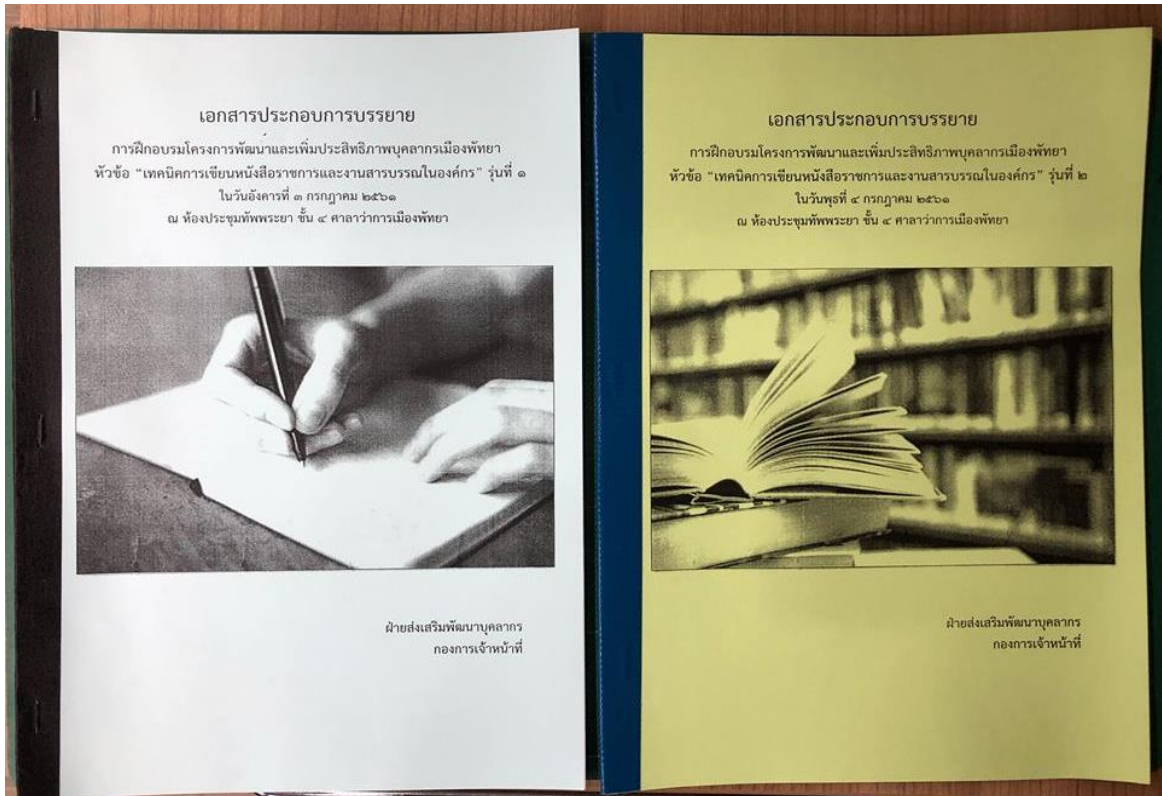 เอกสารประกอบการบรรยาย
การฝึกอบรมโครงการพัฒนาและเพิ่มประสิทธิภาพบุคลากรเมืองพัทยา
หัวข้อ “เทคนิคการเขียนหนังสือราชการและงานสารบรรณในองค์กร” รุ่นที่ ๑
ในวันอังคารที่ ๓ กรกฎาคม ๒๕๖๑
ณ ห้องประชุมทัพพระยา ชั้น ๔ ศาลาว่าการเมืองพัทยา
ฝ่ายส่งเสริมพัฒนาบุคลากร
กองการเจ้าหน้าที่
เอกสารประกอบการบรรยาย
การฝึกอบรมโครงการพัฒนาและเพิ่มประสิทธิภาพบุคลากรเมืองพัทยา
หัวข้อ “เทคนิคการเขียนหนังสือราชการและงานสารบรรณในองค์กร” รุ่นที่ ๒
ในวันพุธที่ ๔ กรกฎาคม ๒๕๖๑
ณ ห้องประชุมทัพพระยา ชั้น ๔ ศาลาว่าการเมืองพัทยา
ฝ่ายส่งเสริมพัฒนาบุคลากร
กองการเจ้าหน้าที่